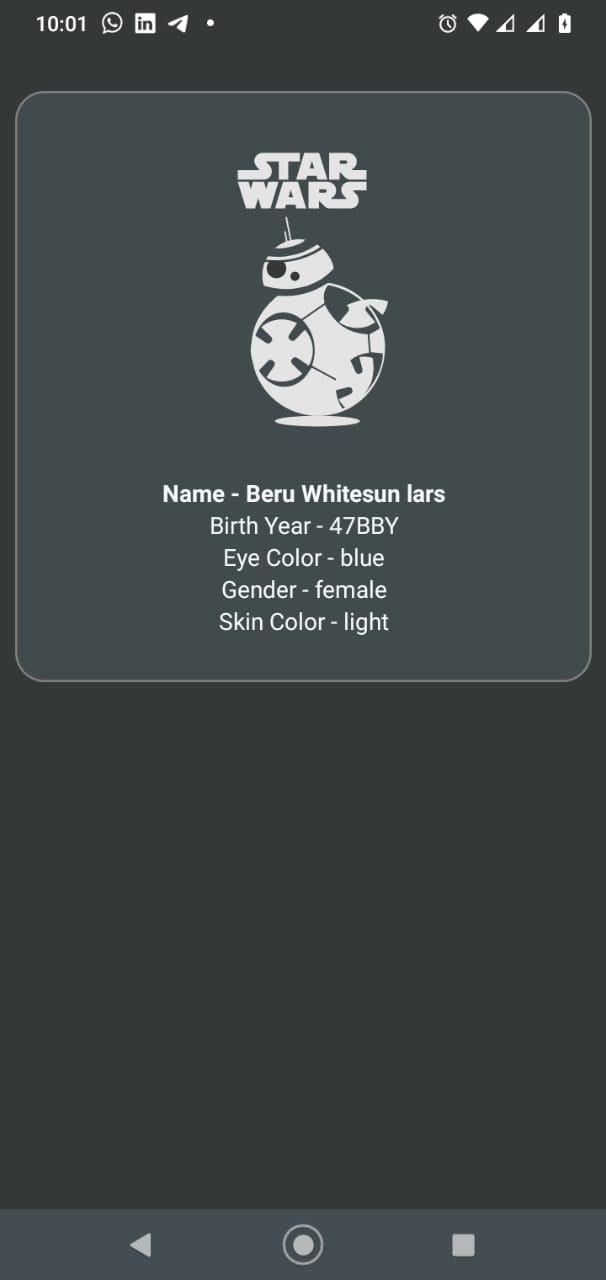 10:01
STAR
WARS
Name - Beru Whitesun lars
Birth Year - 47BBY
Eye Color - blue
Gender - female
Skin Color - light